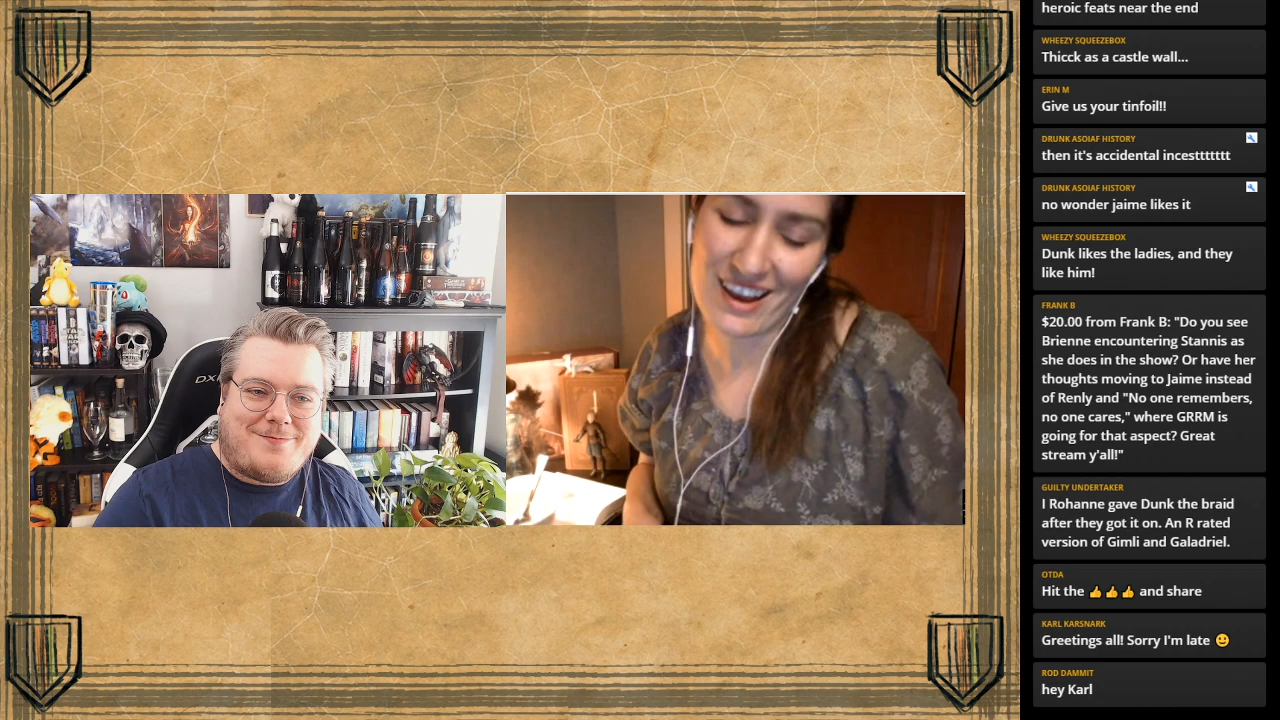 heroic feats near the end
WHEEZY SQUEEZEBOX
Thicck as a castle wall...
ERIN M
Give us your tinfoil!!
DRUNK ASOIAF HISTORY
then it's accidental incesttttttt
DRUNK ASOIAF HISTORY
no wonder jaime likes it
WHEEZY SQUEEZEBOX
Dunk likes the ladies, and they
like him!
FRANK B
$20.00 from Frank B: "Do you see
Brienne encountering Stannis as
she does in the show? Or have her
thoughts moving to Jaime instead
of Renly and "No one remembers,
no one cares," where GRRM is
going for that aspect? Great
stream y'all!"
GUILTY UNDERTAKER
I Rohanne gave Dunk the braid
after they got it on. An R rated
version of Gimli and Galadriel.
OTDA
Hit the 👍👍👍 and share
KARL KARSNARK
Greetings all! Sorry I'm late 🙂
ROD DAMMIT
hey Karl